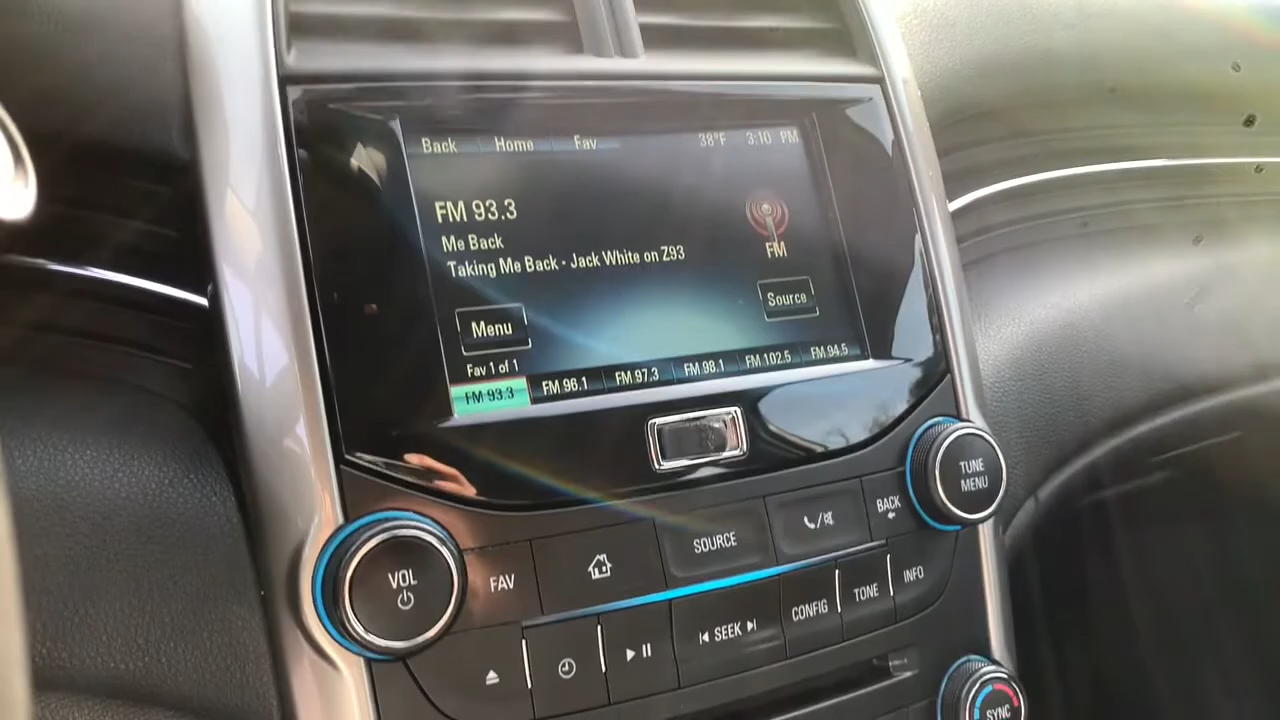 Back Home Fav 38°F 3:10 PM
FM 93.3
Me Back
Taking Me Back - Jack White on Z93
FM
Source
Menu
Fav 1 of 1
FM 93.3 FM 96.1 FM 97.3 FM 98.1 FM 102.5 FM 94.5
TUNE
MENU
BACK
SOURCE
VOL
FAV
INFO
TONE
CONFIG
SEEK
SYNC